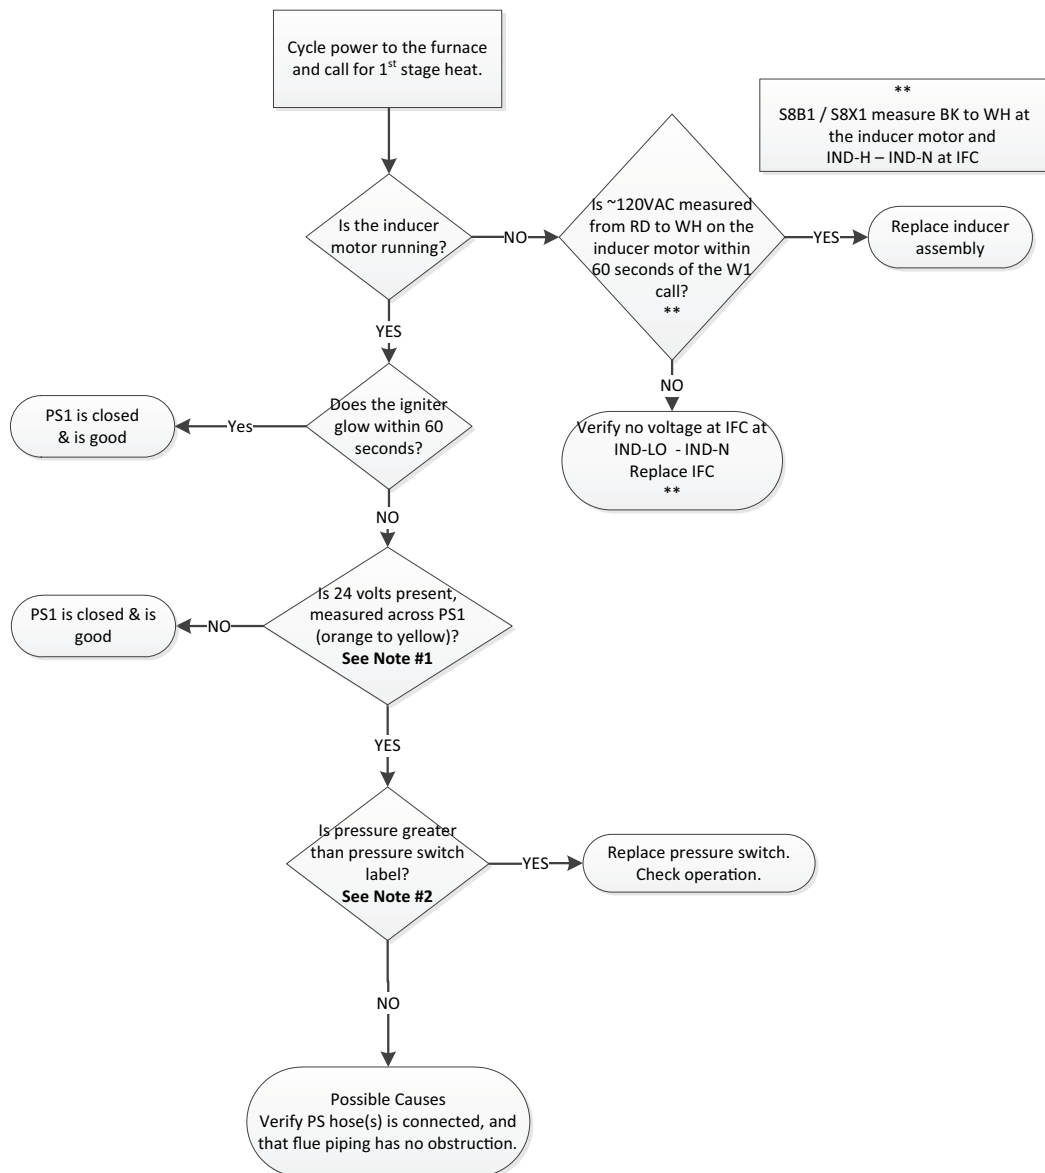 Cycle power to the furnace
and call for 1st stage heat.
**
S8B1 / S8X1 measure BK to WH at
the inducer motor and
IND-H – IND-N at IFC
Is the inducer
motor running?
NO
Is ~120VAC measured
from RD to WH on the
inducer motor within
60 seconds of the W1
call?
**
YES
Replace inducer
assembly
YES
NO
Does the igniter
glow within 60
seconds?
Yes
PS1 is closed
& is good
Verify no voltage at IFC at
IND-LO - IND-N
Replace IFC
**
NO
Is 24 volts present,
measured across PS1
(orange to yellow)?
See Note #1
NO
PS1 is closed & is
good
YES
Is pressure greater
than pressure switch
label?
See Note #2
YES
Replace pressure switch.
Check operation.
NO
Possible Causes
Verify PS hose(s) is connected, and
that flue piping has no obstruction.